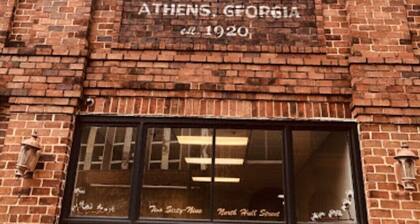 ATHENS, GEORGIA
est. 1920
Two Sixty-Nine North Hull Street